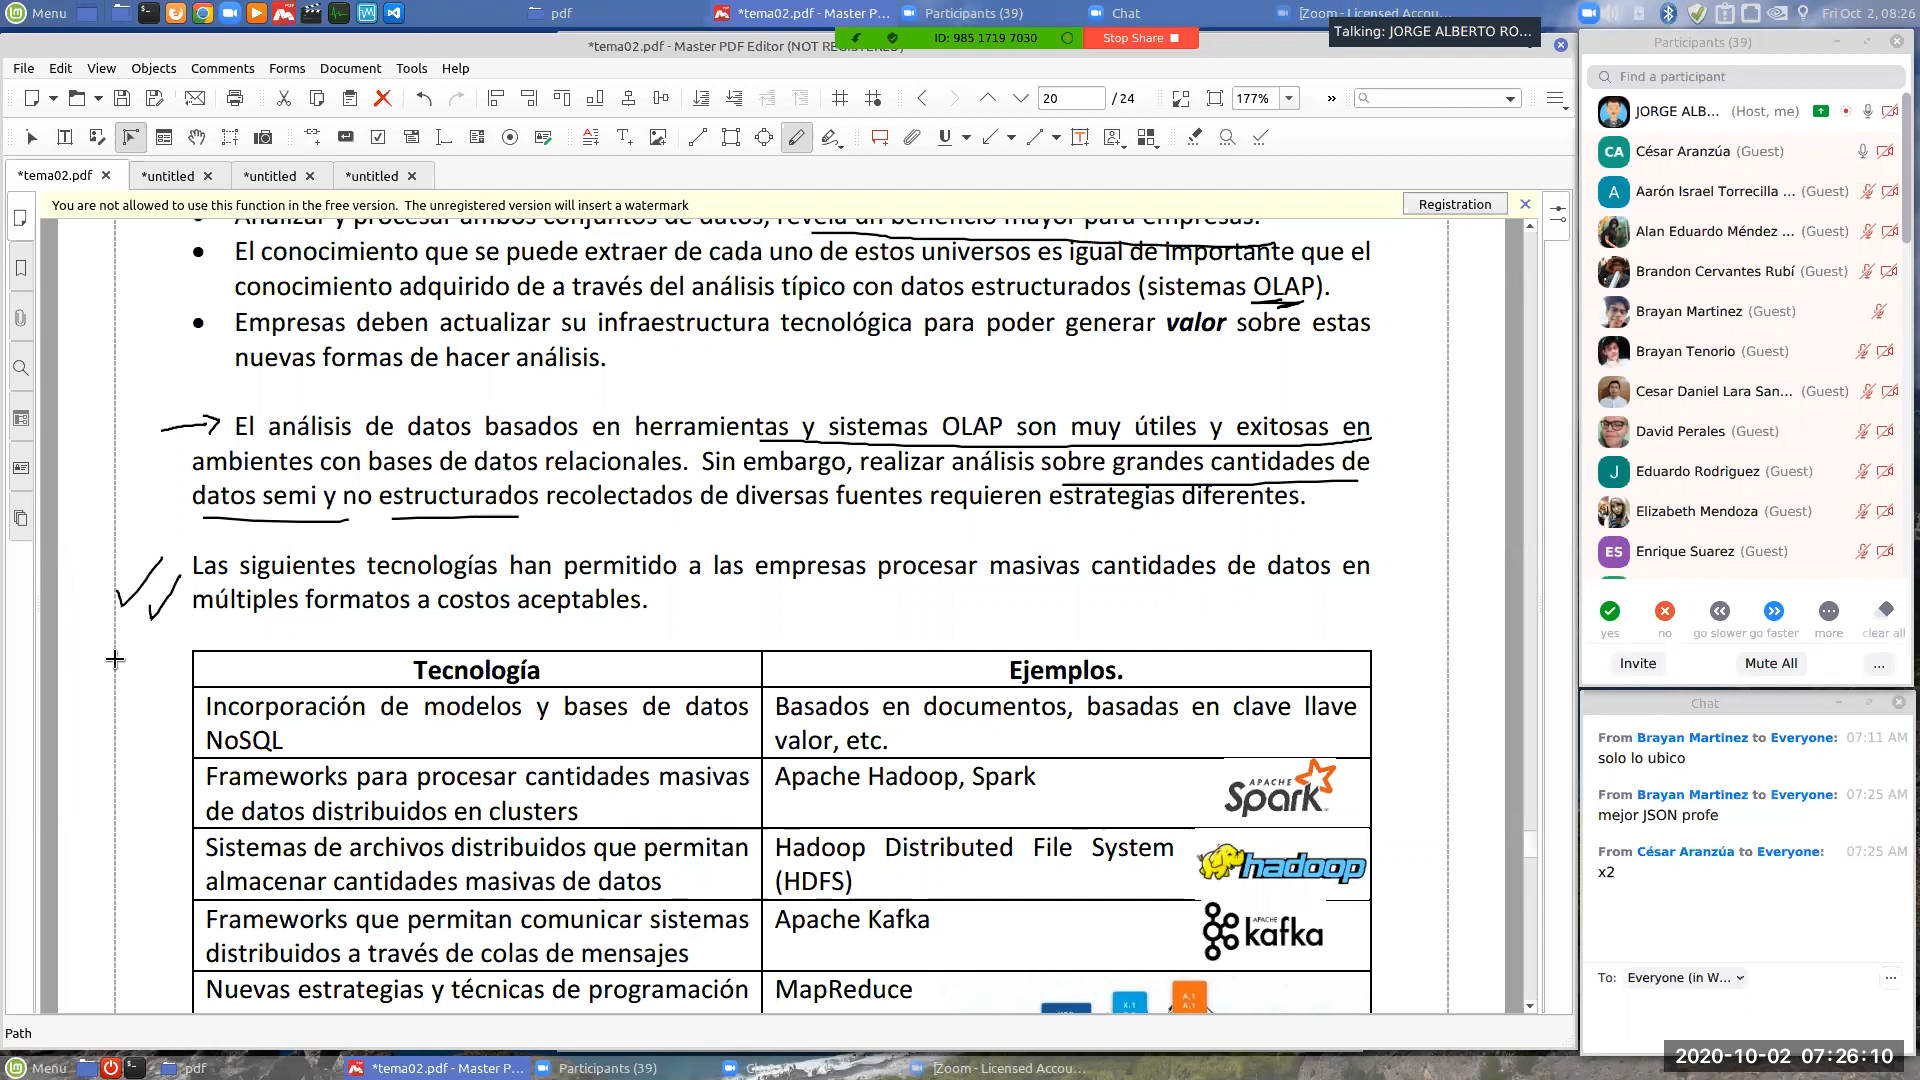 Menu
pdf
*tema02.pdf - Master P...
Participants (39)
Chat
[Zoom - Licensed Accou...
Fri Oct 2, 08:26
*tema02.pdf - Master PDF Editor (NOT REGISTERED)
ID: 985 1719 7030
Stop Share
Talking: JORGE ALBERTO RO...
File Edit View Objects Comments Forms Document Tools Help
20 / 24
177%
*tema02.pdf
*untitled
*untitled
*untitled
You are not allowed to use this function in the free version. The unregistered version will insert a watermark
Registration
Analizar y procesar ambos conjuntos de datos, revela un beneficio mayor para empresas.
• El conocimiento que se puede extraer de cada uno de estos universos es igual de importante que el
conocimiento adquirido de a través del análisis típico con datos estructurados (sistemas OLAP).
• Empresas deben actualizar su infraestructura tecnológica para poder generar valor sobre estas
nuevas formas de hacer análisis.
El análisis de datos basados en herramientas y sistemas OLAP son muy útiles y exitosas en
ambientes con bases de datos relacionales. Sin embargo, realizar análisis sobre grandes cantidades de
datos semi y no estructurados recolectados de diversas fuentes requieren estrategias diferentes.
Las siguientes tecnologías han permitido a las empresas procesar masivas cantidades de datos en
múltiples formatos a costos aceptables.
Tecnología
Ejemplos.
Incorporación de modelos y bases de datos
NoSQL
Basados en documentos, basadas en clave llave
valor, etc.
Frameworks para procesar cantidades masivas
de datos distribuidos en clusters
Apache Hadoop, Spark
APACHE
Spark
Sistemas de archivos distribuidos que permitan
almacenar cantidades masivas de datos
Hadoop Distributed File System
(HDFS)
hadoop
Frameworks que permitan comunicar sistemas
distribuidos a través de colas de mensajes
Apache Kafka
APACHE
kafka
Nuevas estrategias y técnicas de programación
MapReduce
Path
Participants (39)
Find a participant
JORGE ALB... (Host, me)
CA César Aranzúa (Guest)
A Aarón Israel Torrecilla ... (Guest)
Alan Eduardo Méndez ... (Guest)
Brandon Cervantes Rubí (Guest)
Brayan Martinez (Guest)
Brayan Tenorio (Guest)
Cesar Daniel Lara San... (Guest)
David Perales (Guest)
J Eduardo Rodriguez (Guest)
Elizabeth Mendoza (Guest)
ES Enrique Suarez (Guest)
yes no go slower go faster more clear all
Invite
Mute All
...
Chat
From Brayan Martinez to Everyone: 07:11 AM
solo lo ubico
From Brayan Martinez to Everyone: 07:25 AM
mejor JSON profe
From César Aranzúa to Everyone: 07:25 AM
x2
To: Everyone (in W...
Menu
pdf
*tema02.pdf - Master P...
Participants (39)
[Zoom - Licensed Accou...
2020-10-02 07:26:10